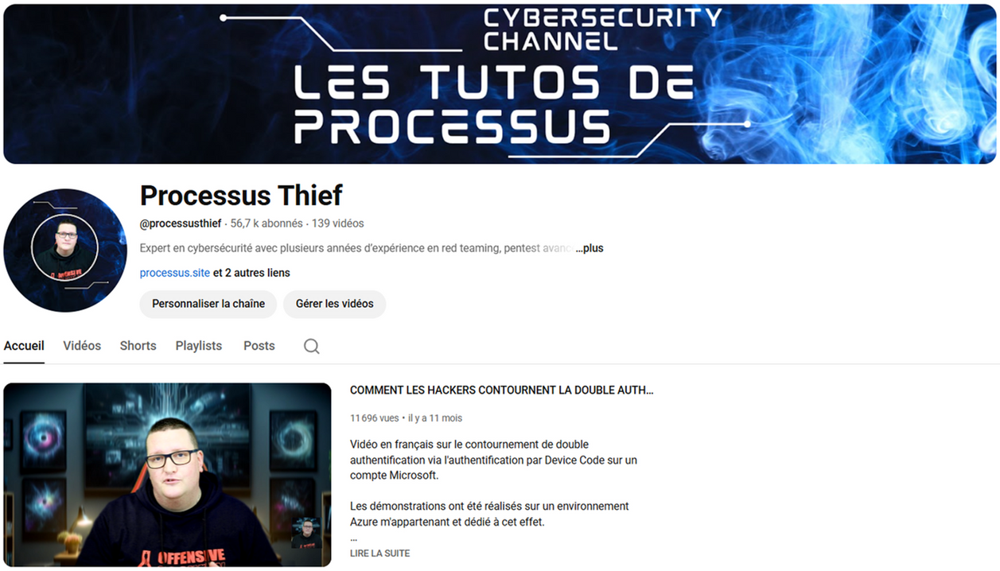 CYBERSECURITY
CHANNEL
LES TUTOS DE
PROCESSUS
Processus Thief
@processusthief · 56,7 k abonnés · 139 vidéos
Expert en cybersécurité avec plusieurs années d'expérience en red teaming, pentest avanc ...plus
processus.site et 2 autres liens
Personnaliser la chaîne Gérer les vidéos
Accueil Vidéos Shorts Playlists Posts
COMMENT LES HACKERS CONTOURNENT LA DOUBLE AUTH...
11 696 vues • il y a 11 mois
Vidéo en français sur le contournement de double
authentification via l'authentification par Device Code sur un
compte Microsoft.
Les démonstrations ont été réalisés sur un environnement
Azure m'appartenant et dédié à cet effet.
...
LIRE LA SUITE
OFFENSIVE